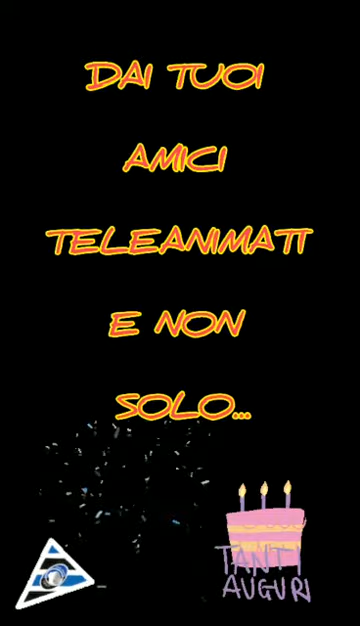 DAI TUOI
AMICI
TELEANIMATI
E NON
SOLO...
TANTI
AUGURI